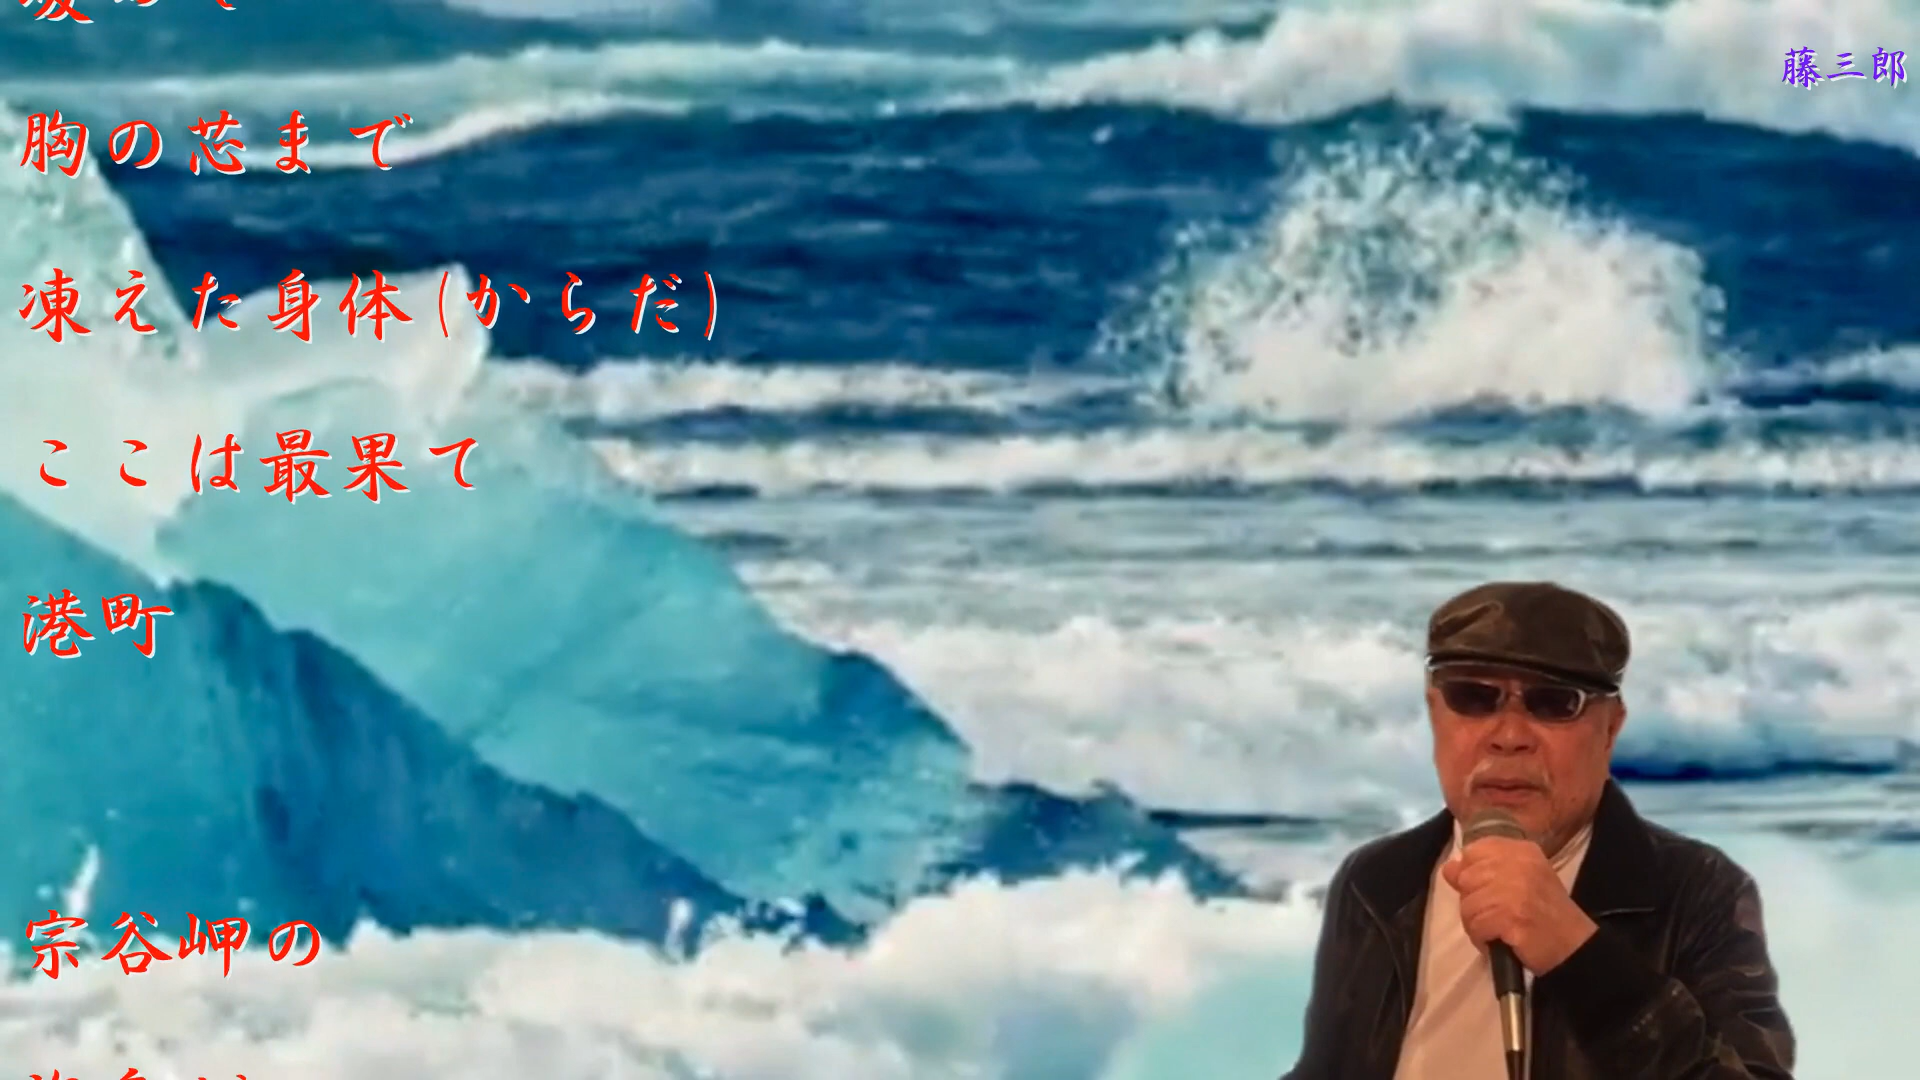 藤三郎
胸の芯まで
凍えた身体(からだ)
ここは最果て
港町
宗谷岬の